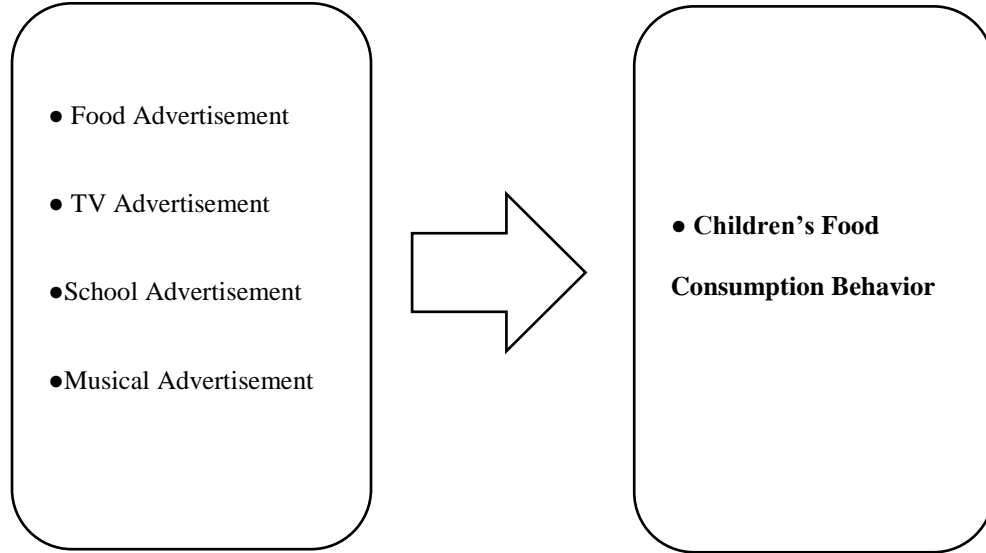 ● Food Advertisement
● TV Advertisement
●School Advertisement
●Musical Advertisement
● Children’s Food
Consumption Behavior